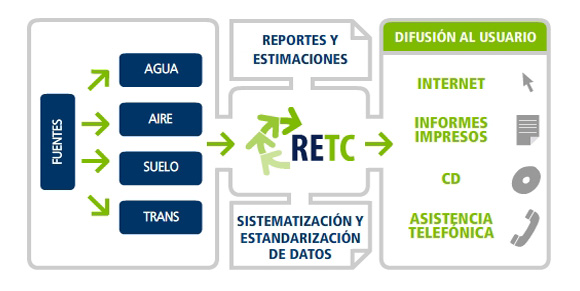 FUENTES
AGUA
AIRE
SUELO
TRANS
REPORTES Y
ESTIMACIONES
RETC
SISTEMATIZACIÓN Y
ESTANDARIZACIÓN
DE DATOS
DIFUSIÓN AL USUARIO
INTERNET
INFORMES
IMPRESOS
CD
ASISTENCIA
TELEFÓNICA